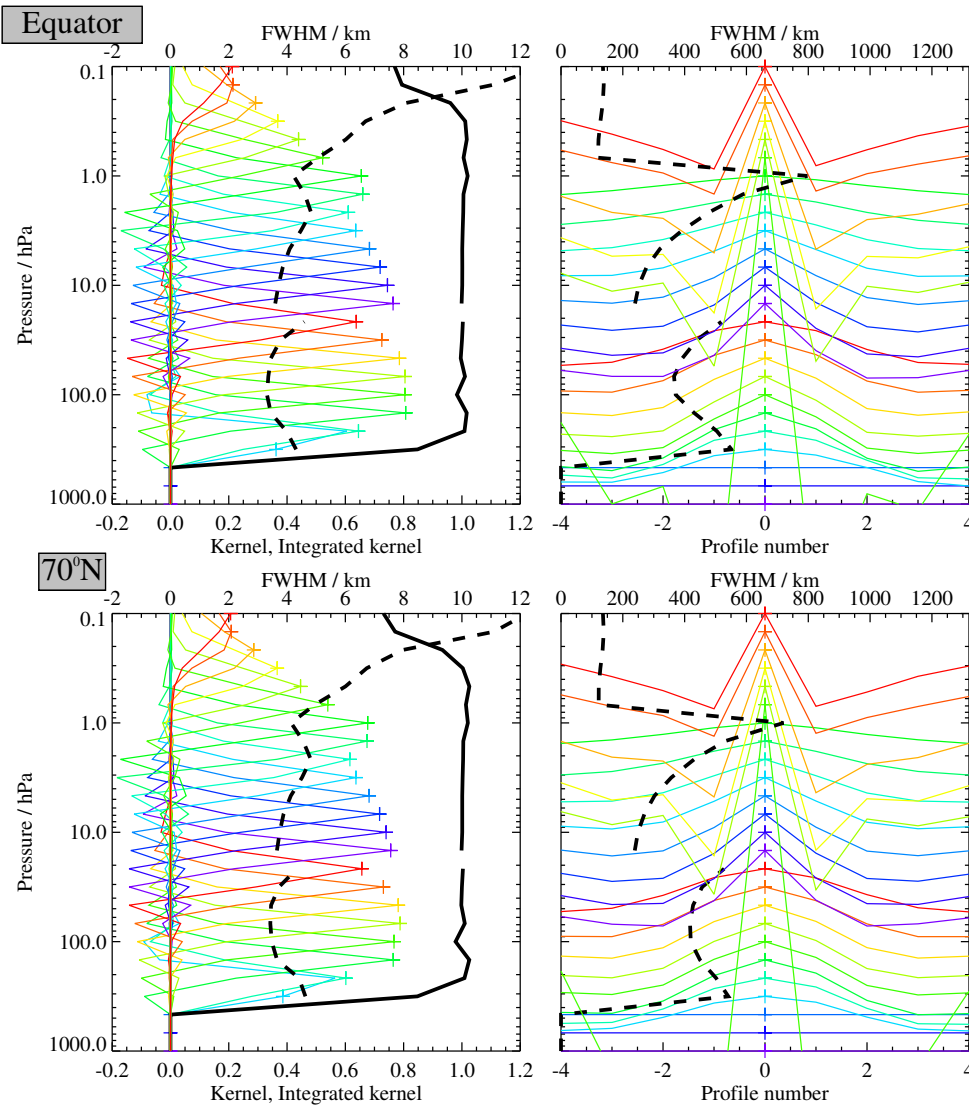 Equator
FWHM / km
FWHM / km
-2 0 2 4 6 8 10 12
0 200 400 600 800 1000 1200
0.1
1.0
10.0
100.0
1000.0
Pressure / hPa
-0.2 0.0 0.2 0.4 0.6 0.8 1.0 1.2
-4 -2 0 2 4
Kernel, Integrated kernel
Profile number
70⁰N
FWHM / km
FWHM / km
-2 0 2 4 6 8 10 12
0 200 400 600 800 1000 1200
0.1
1.0
10.0
100.0
1000.0
Pressure / hPa
-0.2 0.0 0.2 0.4 0.6 0.8 1.0 1.2
-4 -2 0 2 4
Kernel, Integrated kernel
Profile number